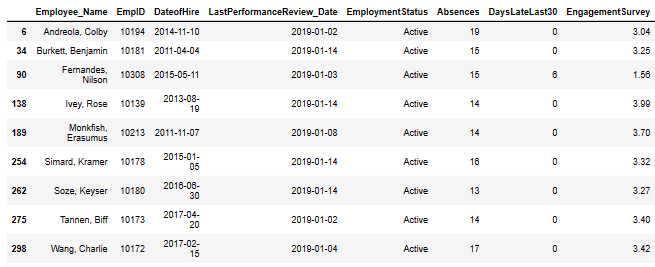 Employee_Name EmpID DateofHire LastPerformanceReview_Date EmploymentStatus Absences DaysLateLast30 EngagementSurvey
6 Andreola, Colby 10194 2014-11-10 2019-01-02 Active 19 0 3.04
34 Burkett, Benjamin 10181 2011-04-04 2019-01-14 Active 15 0 3.25
Fernandes,
90 10308 2015-05-11 2019-01-03 Active 15 6 1.56
Nilson
2013-08-
138 Ivey, Rose 10139 2019-01-14 Active 14 0 3.99
19
Monkfish,
189 10213 2011-11-07 2019-01-08 Active 14 0 3.70
Erasumus
2015-01-
254 Simard, Kramer 10178 2019-01-14 Active 16 0 3.32
05
2016-06-
262 Soze, Keyser 10180 2019-01-14 Active 13 0 3.27
30
2017-04-
275 Tannen, Biff 10173 2019-01-02 Active 14 0 3.40
20
2017-02-
298 Wang, Charlie 10172 2019-01-04 Active 17 0 3.42
15